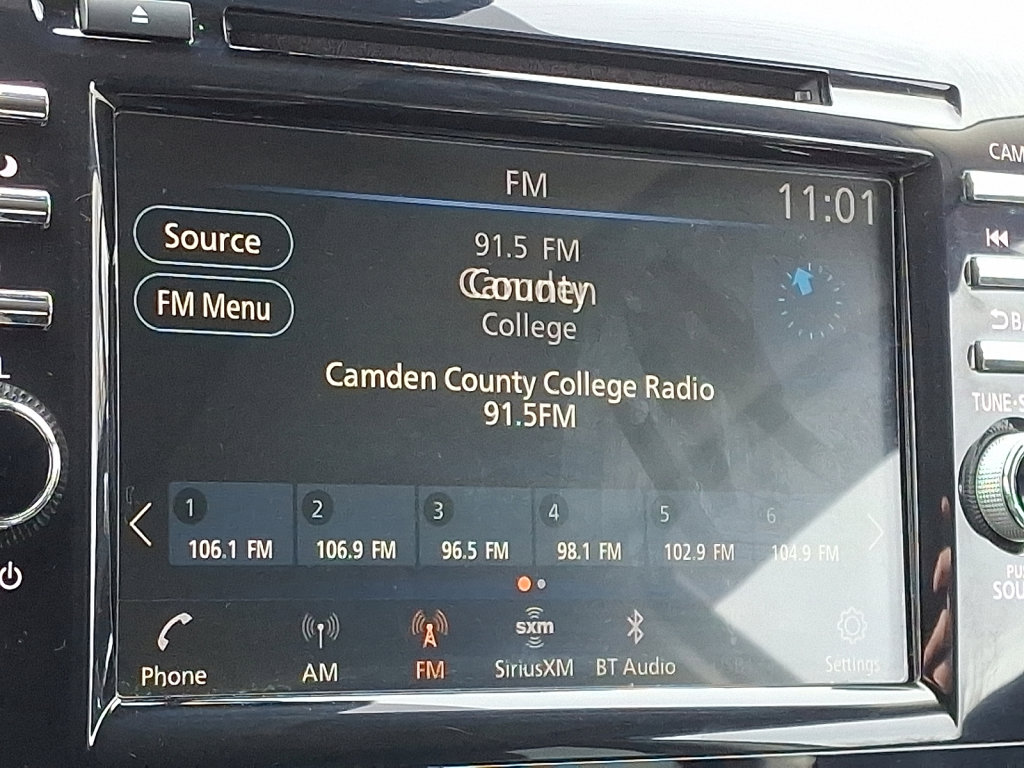 FM
11:01
Source
FM Menu
91.5 FM
College
Camden County College Radio
91.5FM
1 2 3 4 5 6
106.1 FM 106.9 FM 96.5 FM 98.1 FM 102.9 FM 104.9 FM
sxm
Phone AM FM SiriusXM BT Audio Settings
CAM
TUNE·S